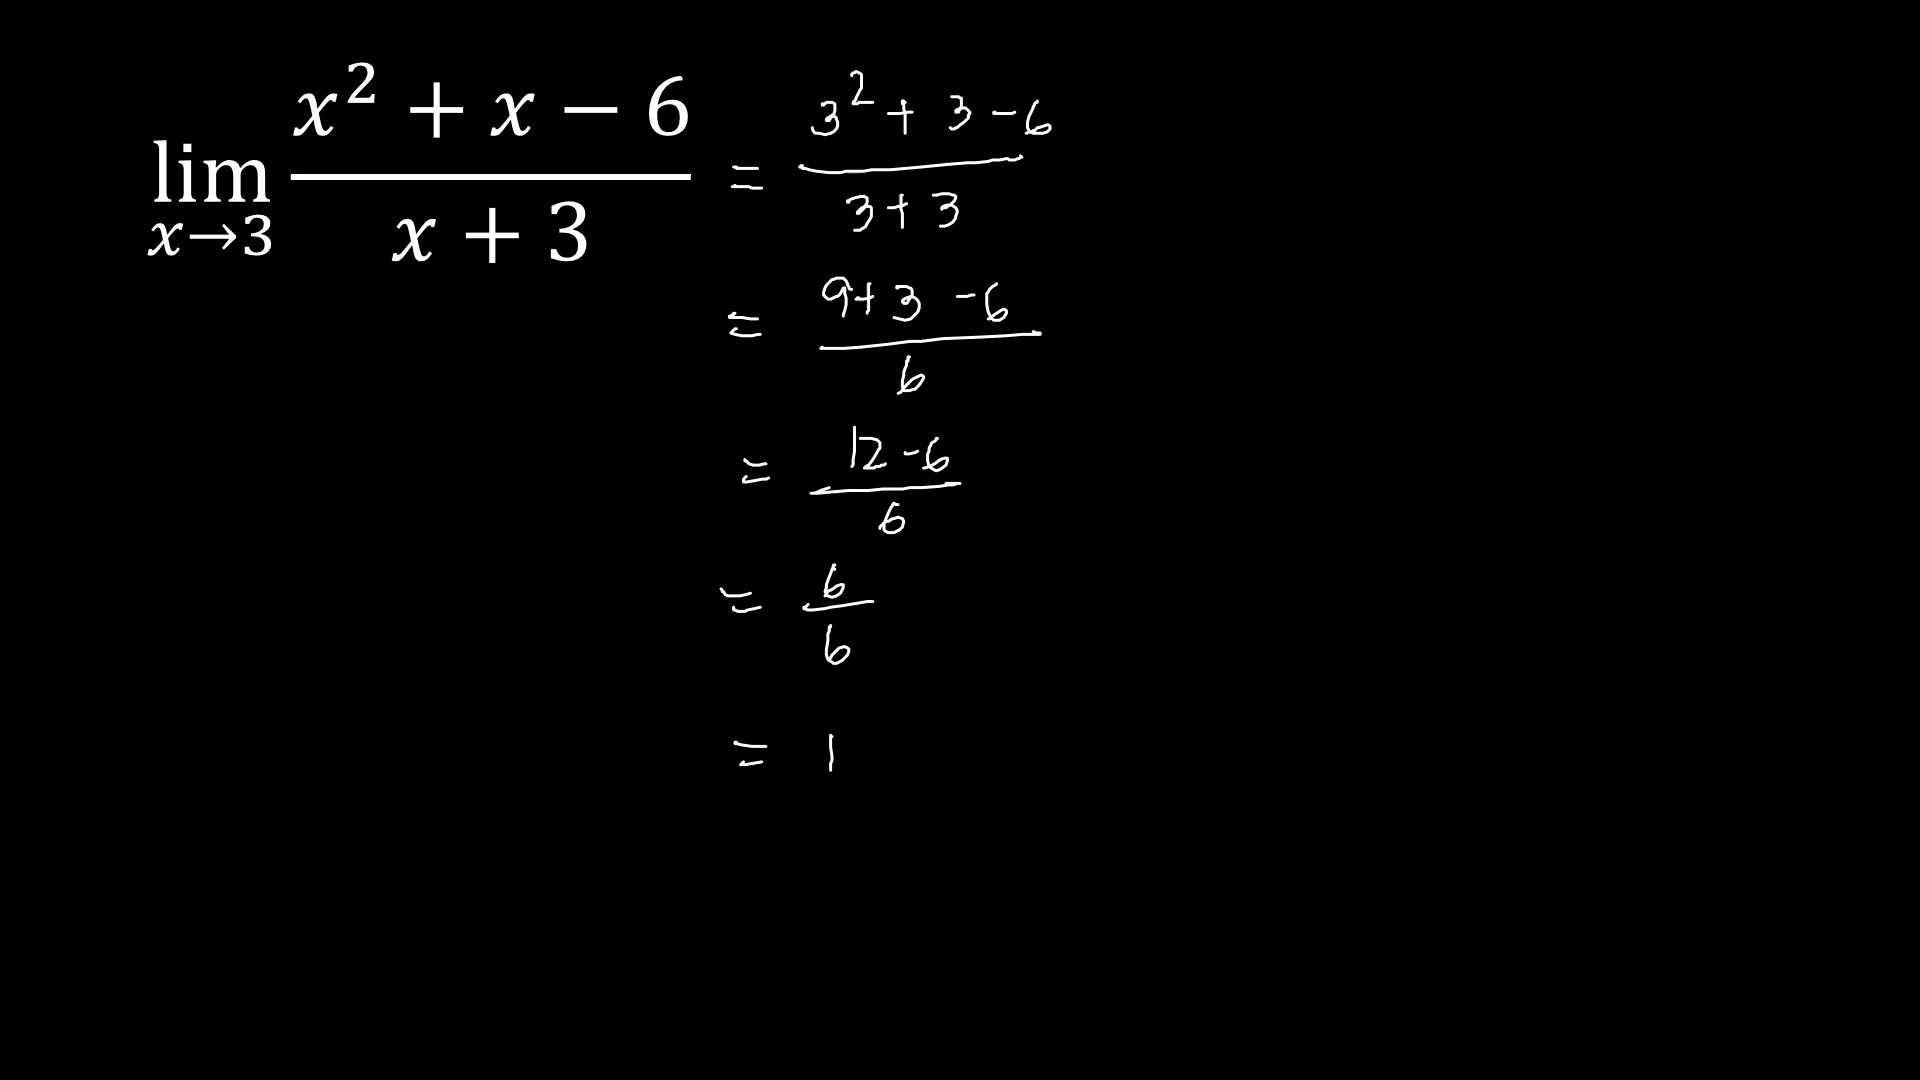 lim x→3 (x² + x − 6)/(x + 3) = (3² + 3 − 6)/(3 + 3)
= (9 + 3 − 6)/6
= (12 − 6)/6
= 6/6
= 1